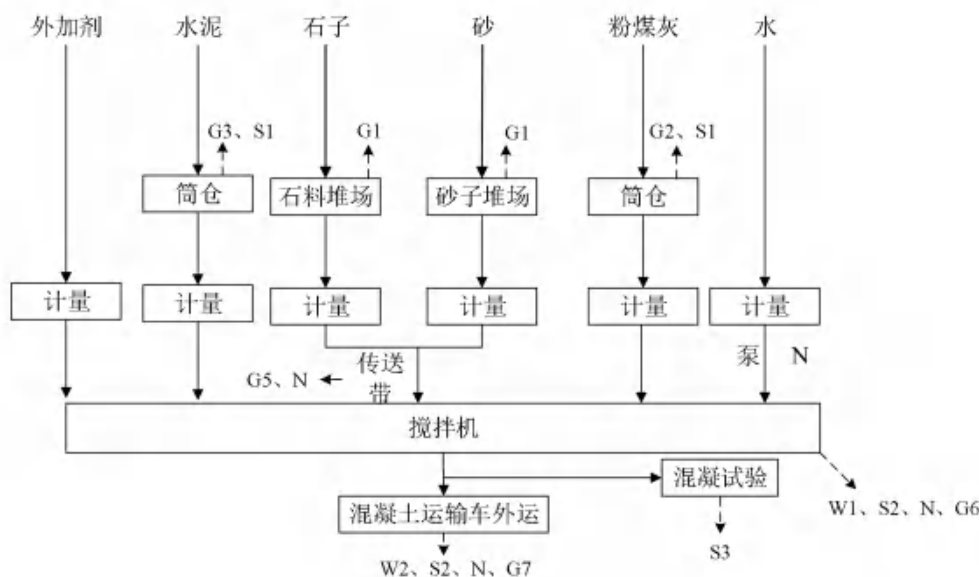 外加剂 水泥 石子 砂 粉煤灰 水
G3、S1 G1 G1 G2、S1
筒仓 石料堆场 砂子堆场 筒仓
计量 计量 计量 计量 计量 计量
泵 N
传送
G5、N
带
搅拌机
混凝试验
混凝土运输车外运
W1、S2、N、G6
S3
W2、S2、N、G7